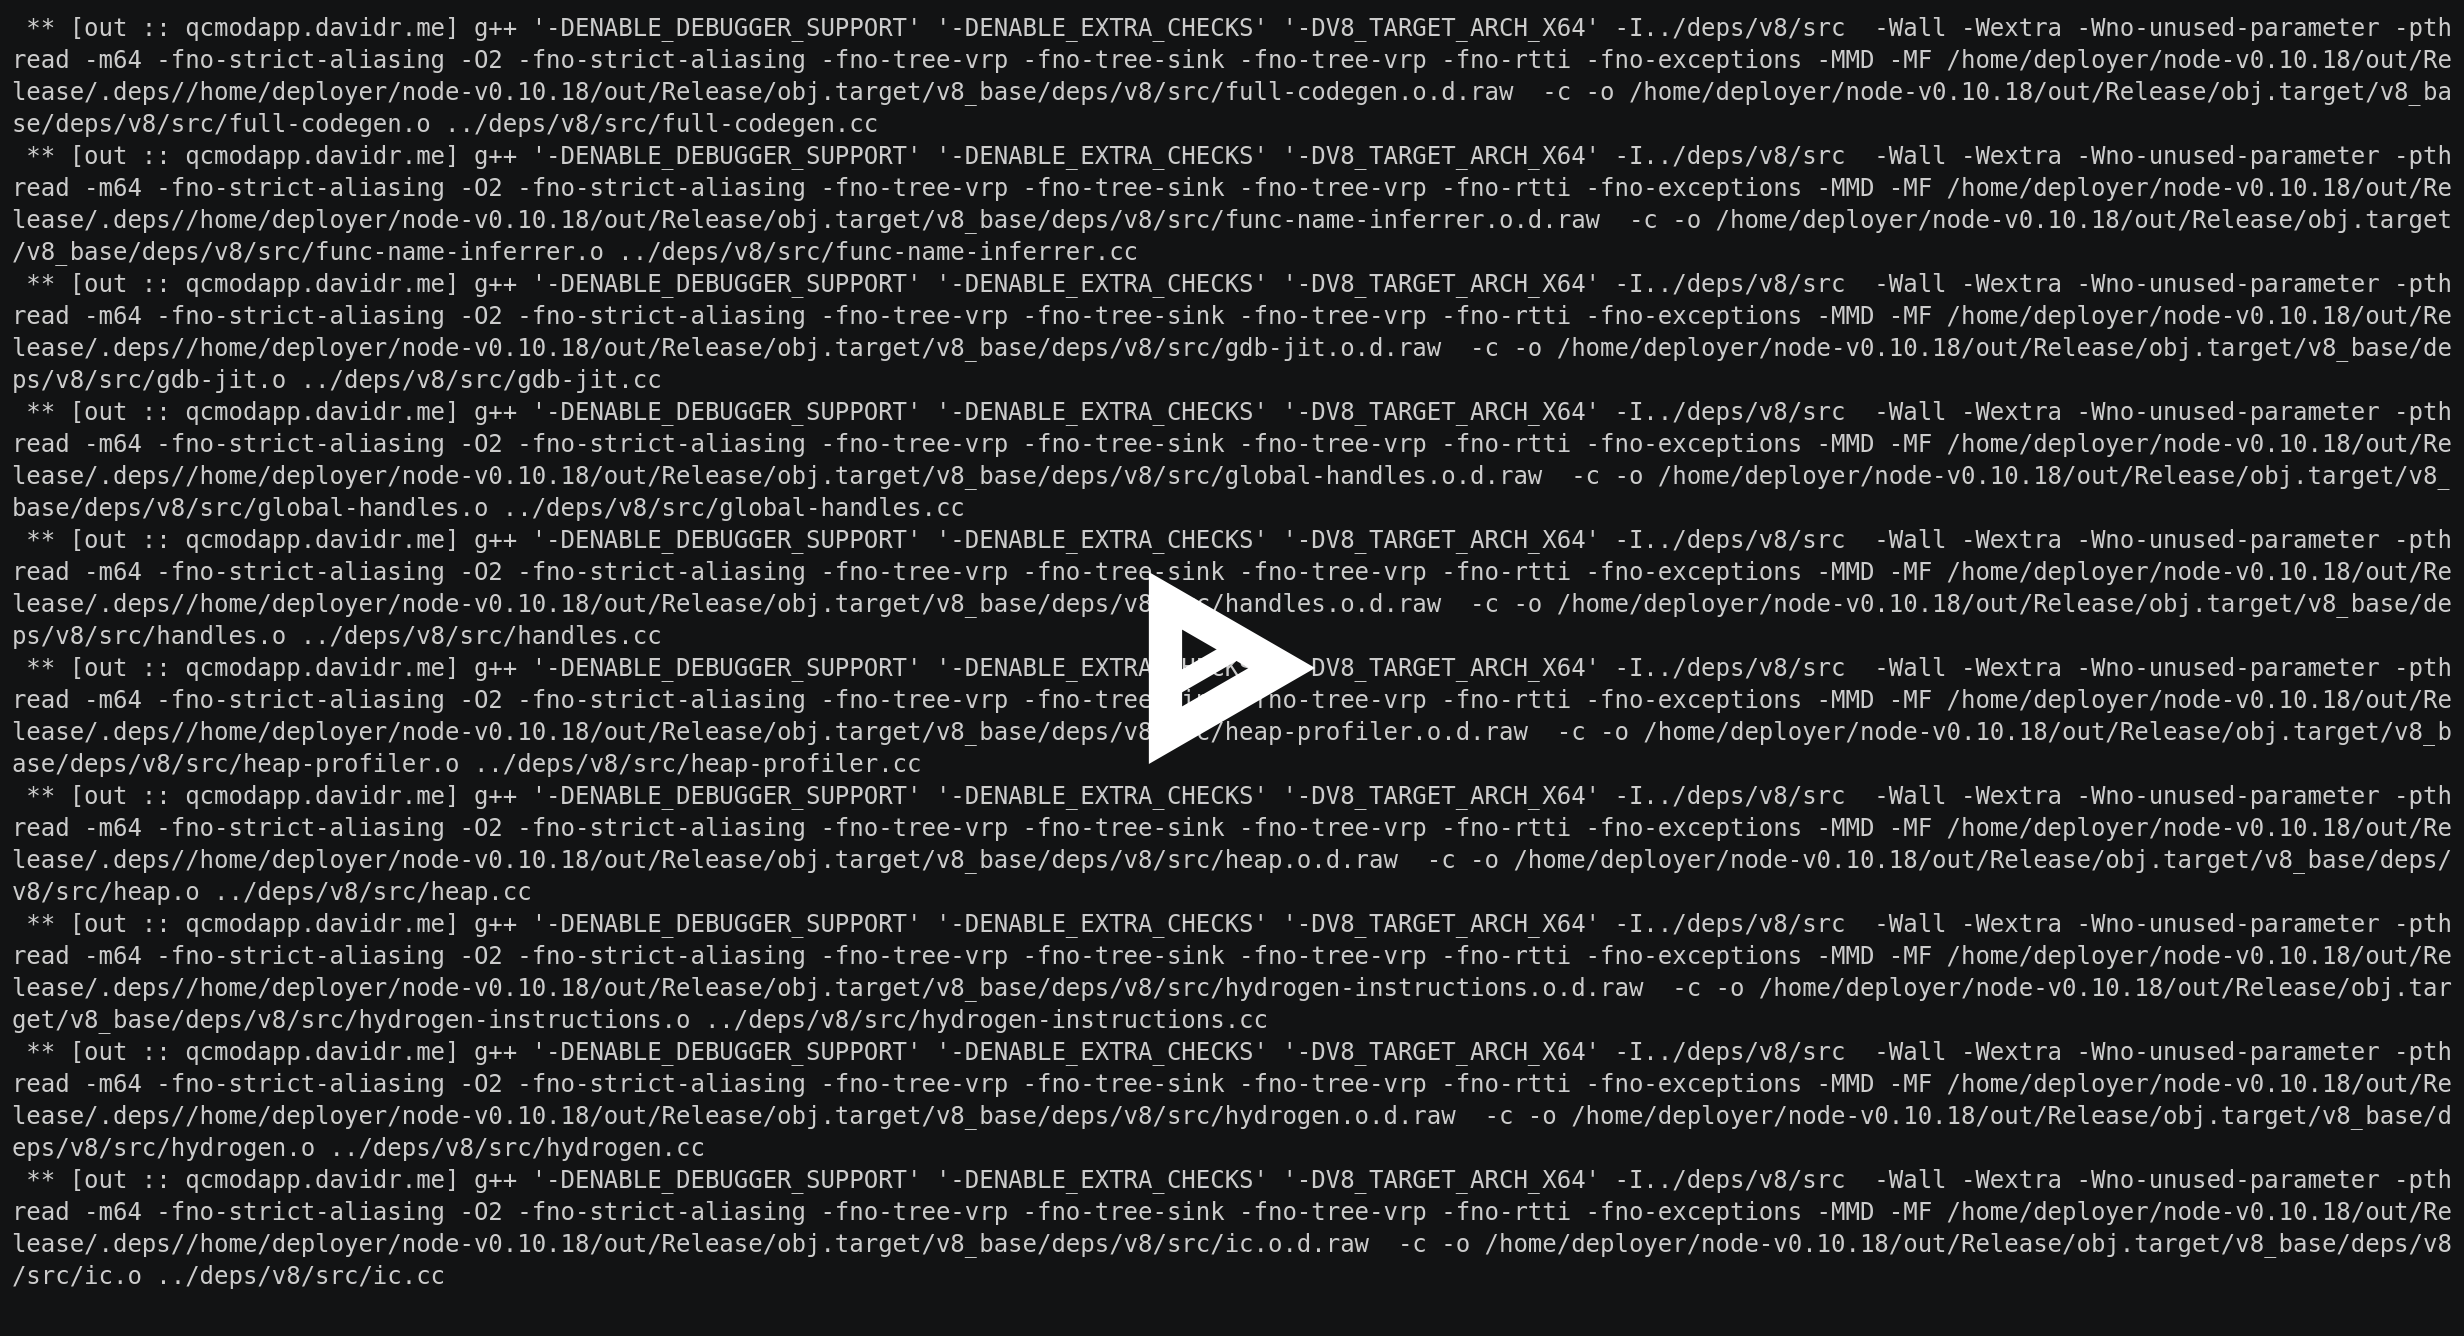 ** [out :: qcmodapp.davidr.me] g++ '-DENABLE_DEBUGGER_SUPPORT' '-DENABLE_EXTRA_CHECKS' '-DV8_TARGET_ARCH_X64' -I../deps/v8/src  -Wall -Wextra -Wno-unused-parameter -pth
read -m64 -fno-strict-aliasing -O2 -fno-strict-aliasing -fno-tree-vrp -fno-tree-sink -fno-tree-vrp -fno-rtti -fno-exceptions -MMD -MF /home/deployer/node-v0.10.18/out/Re
lease/.deps//home/deployer/node-v0.10.18/out/Release/obj.target/v8_base/deps/v8/src/full-codegen.o.d.raw  -c -o /home/deployer/node-v0.10.18/out/Release/obj.target/v8_ba
se/deps/v8/src/full-codegen.o ../deps/v8/src/full-codegen.cc
 ** [out :: qcmodapp.davidr.me] g++ '-DENABLE_DEBUGGER_SUPPORT' '-DENABLE_EXTRA_CHECKS' '-DV8_TARGET_ARCH_X64' -I../deps/v8/src  -Wall -Wextra -Wno-unused-parameter -pth
read -m64 -fno-strict-aliasing -O2 -fno-strict-aliasing -fno-tree-vrp -fno-tree-sink -fno-tree-vrp -fno-rtti -fno-exceptions -MMD -MF /home/deployer/node-v0.10.18/out/Re
lease/.deps//home/deployer/node-v0.10.18/out/Release/obj.target/v8_base/deps/v8/src/func-name-inferrer.o.d.raw  -c -o /home/deployer/node-v0.10.18/out/Release/obj.target
/v8_base/deps/v8/src/func-name-inferrer.o ../deps/v8/src/func-name-inferrer.cc
 ** [out :: qcmodapp.davidr.me] g++ '-DENABLE_DEBUGGER_SUPPORT' '-DENABLE_EXTRA_CHECKS' '-DV8_TARGET_ARCH_X64' -I../deps/v8/src  -Wall -Wextra -Wno-unused-parameter -pth
read -m64 -fno-strict-aliasing -O2 -fno-strict-aliasing -fno-tree-vrp -fno-tree-sink -fno-tree-vrp -fno-rtti -fno-exceptions -MMD -MF /home/deployer/node-v0.10.18/out/Re
lease/.deps//home/deployer/node-v0.10.18/out/Release/obj.target/v8_base/deps/v8/src/gdb-jit.o.d.raw  -c -o /home/deployer/node-v0.10.18/out/Release/obj.target/v8_base/de
ps/v8/src/gdb-jit.o ../deps/v8/src/gdb-jit.cc
 ** [out :: qcmodapp.davidr.me] g++ '-DENABLE_DEBUGGER_SUPPORT' '-DENABLE_EXTRA_CHECKS' '-DV8_TARGET_ARCH_X64' -I../deps/v8/src  -Wall -Wextra -Wno-unused-parameter -pth
read -m64 -fno-strict-aliasing -O2 -fno-strict-aliasing -fno-tree-vrp -fno-tree-sink -fno-tree-vrp -fno-rtti -fno-exceptions -MMD -MF /home/deployer/node-v0.10.18/out/Re
lease/.deps//home/deployer/node-v0.10.18/out/Release/obj.target/v8_base/deps/v8/src/global-handles.o.d.raw  -c -o /home/deployer/node-v0.10.18/out/Release/obj.target/v8_
base/deps/v8/src/global-handles.o ../deps/v8/src/global-handles.cc
 ** [out :: qcmodapp.davidr.me] g++ '-DENABLE_DEBUGGER_SUPPORT' '-DENABLE_EXTRA_CHECKS' '-DV8_TARGET_ARCH_X64' -I../deps/v8/src  -Wall -Wextra -Wno-unused-parameter -pth
read -m64 -fno-strict-aliasing -O2 -fno-strict-aliasing -fno-tree-vrp -fno-tree-sink -fno-tree-vrp -fno-rtti -fno-exceptions -MMD -MF /home/deployer/node-v0.10.18/out/Re
lease/.deps//home/deployer/node-v0.10.18/out/Release/obj.target/v8_base/deps/v8/src/handles.o.d.raw  -c -o /home/deployer/node-v0.10.18/out/Release/obj.target/v8_base/de
ps/v8/src/handles.o ../deps/v8/src/handles.cc
 ** [out :: qcmodapp.davidr.me] g++ '-DENABLE_DEBUGGER_SUPPORT' '-DENABLE_EXTRA_CHECKS' '-DV8_TARGET_ARCH_X64' -I../deps/v8/src  -Wall -Wextra -Wno-unused-parameter -pth
read -m64 -fno-strict-aliasing -O2 -fno-strict-aliasing -fno-tree-vrp -fno-tree-sink -fno-tree-vrp -fno-rtti -fno-exceptions -MMD -MF /home/deployer/node-v0.10.18/out/Re
lease/.deps//home/deployer/node-v0.10.18/out/Release/obj.target/v8_base/deps/v8/src/heap-profiler.o.d.raw  -c -o /home/deployer/node-v0.10.18/out/Release/obj.target/v8_b
ase/deps/v8/src/heap-profiler.o ../deps/v8/src/heap-profiler.cc
 ** [out :: qcmodapp.davidr.me] g++ '-DENABLE_DEBUGGER_SUPPORT' '-DENABLE_EXTRA_CHECKS' '-DV8_TARGET_ARCH_X64' -I../deps/v8/src  -Wall -Wextra -Wno-unused-parameter -pth
read -m64 -fno-strict-aliasing -O2 -fno-strict-aliasing -fno-tree-vrp -fno-tree-sink -fno-tree-vrp -fno-rtti -fno-exceptions -MMD -MF /home/deployer/node-v0.10.18/out/Re
lease/.deps//home/deployer/node-v0.10.18/out/Release/obj.target/v8_base/deps/v8/src/heap.o.d.raw  -c -o /home/deployer/node-v0.10.18/out/Release/obj.target/v8_base/deps/
v8/src/heap.o ../deps/v8/src/heap.cc
 ** [out :: qcmodapp.davidr.me] g++ '-DENABLE_DEBUGGER_SUPPORT' '-DENABLE_EXTRA_CHECKS' '-DV8_TARGET_ARCH_X64' -I../deps/v8/src  -Wall -Wextra -Wno-unused-parameter -pth
read -m64 -fno-strict-aliasing -O2 -fno-strict-aliasing -fno-tree-vrp -fno-tree-sink -fno-tree-vrp -fno-rtti -fno-exceptions -MMD -MF /home/deployer/node-v0.10.18/out/Re
lease/.deps//home/deployer/node-v0.10.18/out/Release/obj.target/v8_base/deps/v8/src/hydrogen-instructions.o.d.raw  -c -o /home/deployer/node-v0.10.18/out/Release/obj.tar
get/v8_base/deps/v8/src/hydrogen-instructions.o ../deps/v8/src/hydrogen-instructions.cc
 ** [out :: qcmodapp.davidr.me] g++ '-DENABLE_DEBUGGER_SUPPORT' '-DENABLE_EXTRA_CHECKS' '-DV8_TARGET_ARCH_X64' -I../deps/v8/src  -Wall -Wextra -Wno-unused-parameter -pth
read -m64 -fno-strict-aliasing -O2 -fno-strict-aliasing -fno-tree-vrp -fno-tree-sink -fno-tree-vrp -fno-rtti -fno-exceptions -MMD -MF /home/deployer/node-v0.10.18/out/Re
lease/.deps//home/deployer/node-v0.10.18/out/Release/obj.target/v8_base/deps/v8/src/hydrogen.o.d.raw  -c -o /home/deployer/node-v0.10.18/out/Release/obj.target/v8_base/d
eps/v8/src/hydrogen.o ../deps/v8/src/hydrogen.cc
 ** [out :: qcmodapp.davidr.me] g++ '-DENABLE_DEBUGGER_SUPPORT' '-DENABLE_EXTRA_CHECKS' '-DV8_TARGET_ARCH_X64' -I../deps/v8/src  -Wall -Wextra -Wno-unused-parameter -pth
read -m64 -fno-strict-aliasing -O2 -fno-strict-aliasing -fno-tree-vrp -fno-tree-sink -fno-tree-vrp -fno-rtti -fno-exceptions -MMD -MF /home/deployer/node-v0.10.18/out/Re
lease/.deps//home/deployer/node-v0.10.18/out/Release/obj.target/v8_base/deps/v8/src/ic.o.d.raw  -c -o /home/deployer/node-v0.10.18/out/Release/obj.target/v8_base/deps/v8
/src/ic.o ../deps/v8/src/ic.cc